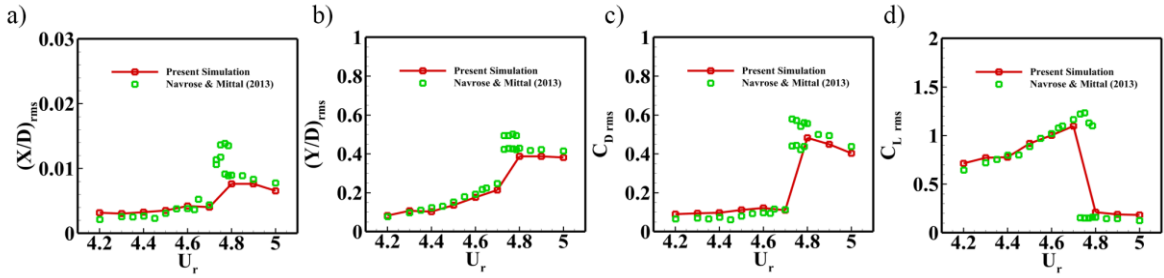 a)
(X/D)rms
0.03
0.02
0.01
0
4.2 4.4 4.6 4.8 5
Ur
Present Simulation
Navrose & Mittal (2013)
b)
(Y/D)rms
1
0.8
0.6
0.4
0.2
0
4.2 4.4 4.6 4.8 5
Ur
Present Simulation
Navrose & Mittal (2013)
c)
CD rms
1
0.8
0.6
0.4
0.2
0
4.2 4.4 4.6 4.8 5
Ur
Present Simulation
Navrose & Mittal (2013)
d)
CL rms
2
1.5
1
0.5
0
4.2 4.4 4.6 4.8 5
Ur
Present Simulation
Navrose & Mittal (2013)